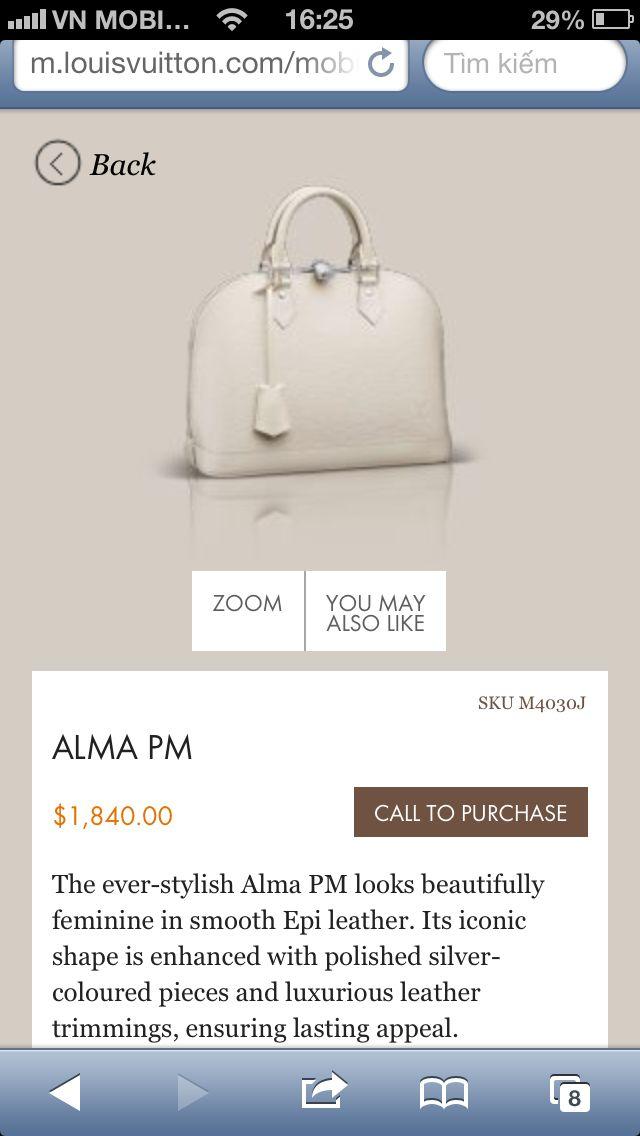 VN MOBI... 16:25 29%
m.louisvuitton.com/mob Tìm kiếm
Back
ZOOM
YOU MAY
ALSO LIKE
SKU M4030J
ALMA PM
$1,840.00
CALL TO PURCHASE
The ever-stylish Alma PM looks beautifully
feminine in smooth Epi leather. Its iconic
shape is enhanced with polished silver-
coloured pieces and luxurious leather
trimmings, ensuring lasting appeal.
8